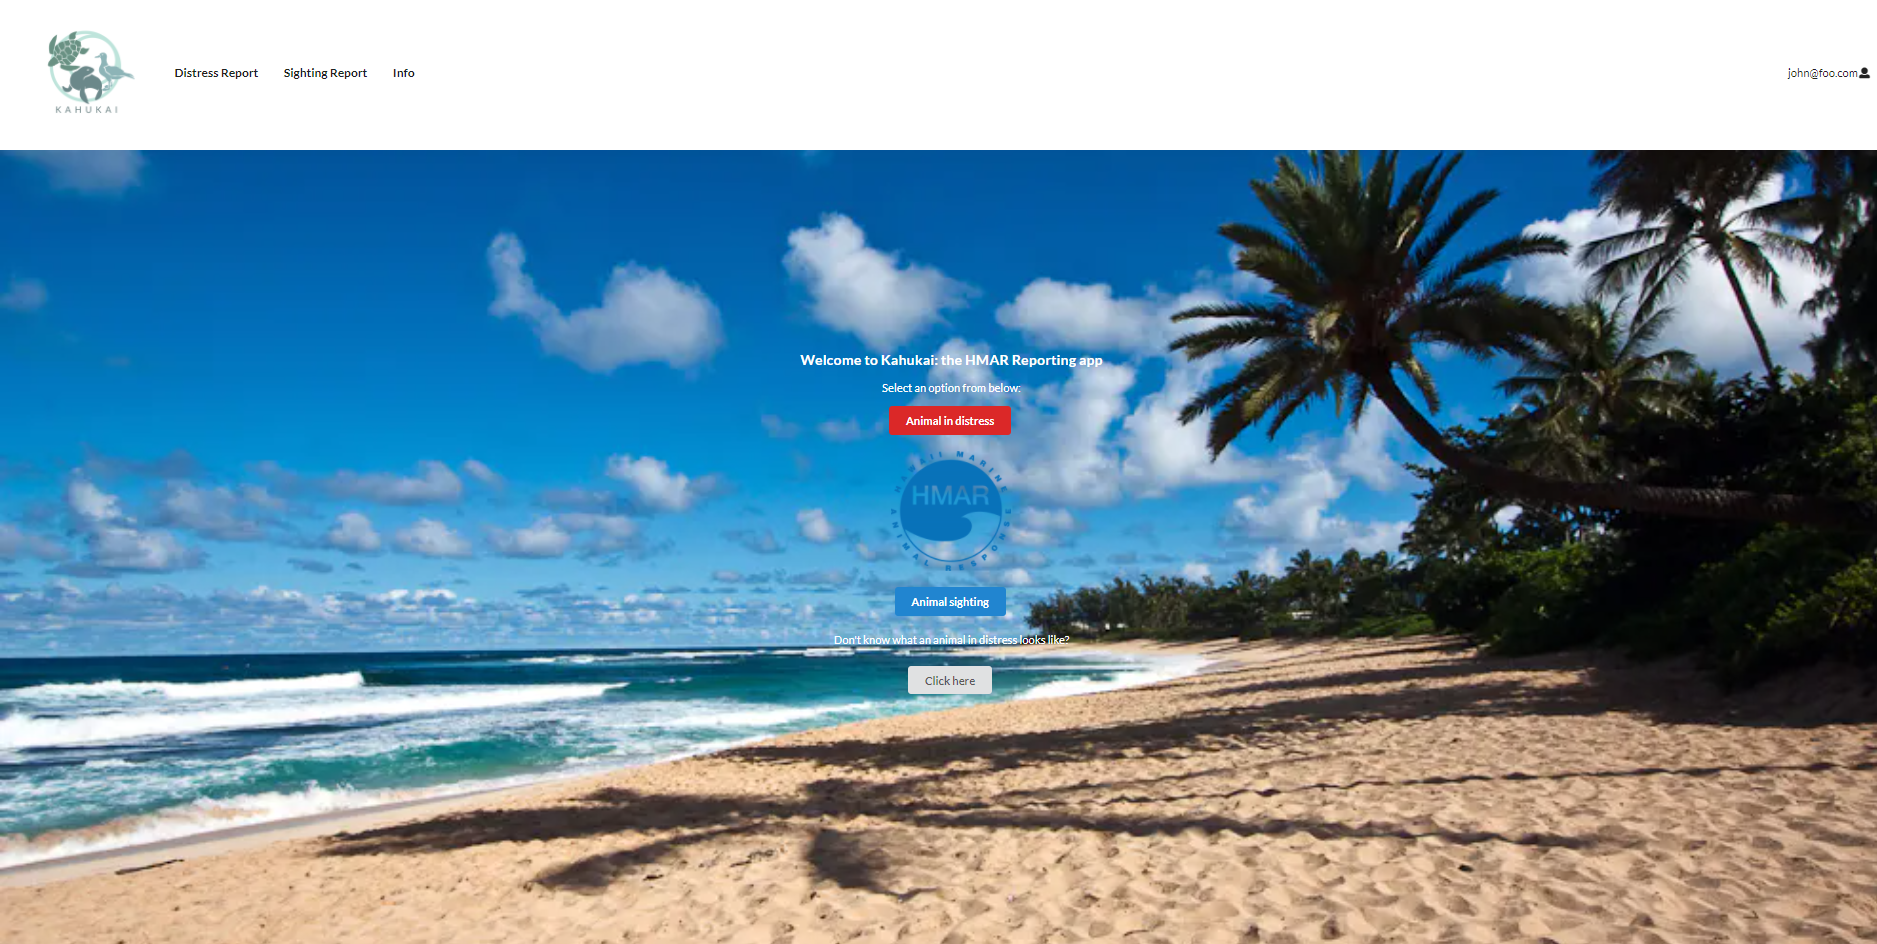 KAHUKAI
Distress Report
Sighting Report
Info
john@foo.com
Welcome to Kahukai: the HMAR Reporting app
Select an option from below:
Animal in distress
HAWAII MARINE ANIMAL RESPONSE
HMAR
Animal sighting
Don't know what an animal in distress looks like?
Click here